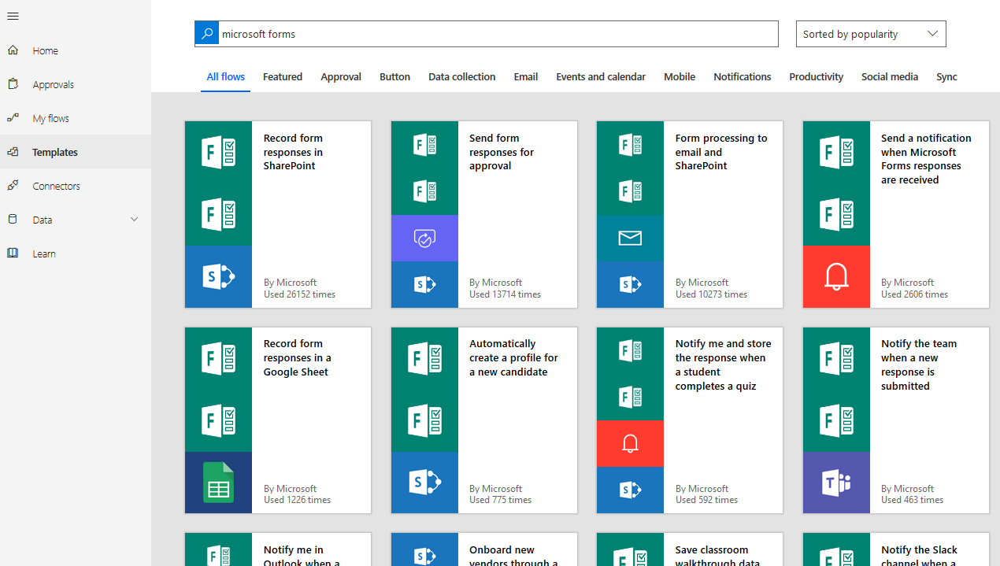 microsoft forms
Sorted by popularity
Home
Approvals
My flows
Templates
Connectors
Data
Learn
All flows
Featured
Approval
Button
Data collection
Email
Events and calendar
Mobile
Notifications
Productivity
Social media
Sync
Record form
responses in
SharePoint
By Microsoft
Used 26152 times
Send form
responses for
approval
By Microsoft
Used 13714 times
Form processing to
email and
SharePoint
By Microsoft
Used 10273 times
Send a notification
when Microsoft
Forms responses
are received
By Microsoft
Used 2606 times
Record form
responses in a
Google Sheet
By Microsoft
Used 1226 times
Automatically
create a profile for
a new candidate
By Microsoft
Used 775 times
Notify me and store
the response when
a student
completes a quiz
By Microsoft
Used 592 times
Notify the team
when a new
response is
submitted
By Microsoft
Used 463 times
Notify me in
Outlook when a
Onboard new
vendors through a
Save classroom
walkthrough data
Notify the Slack
channel when a